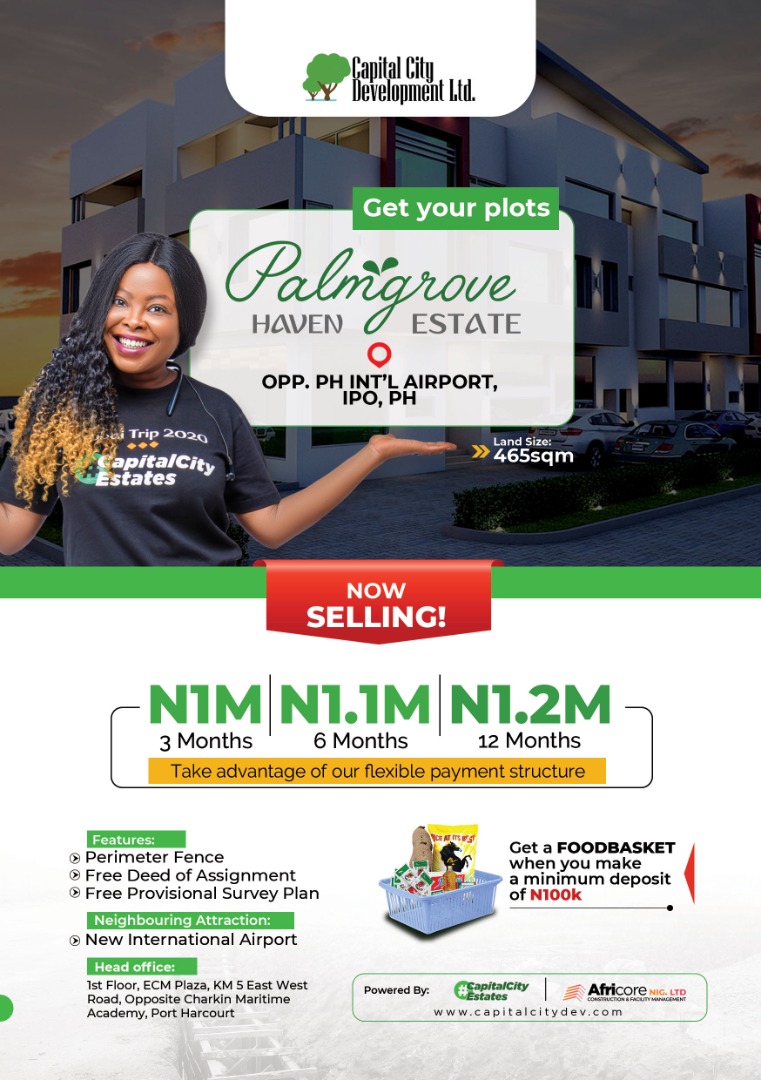 Capital City
Development Ltd.
Get your plots
Palmgrove
HAVEN ESTATE
OPP. PH INT'L AIRPORT,
IPO, PH
Trip 2020
#CapitalCity
Estates
Land Size:
465sqm
NOW
SELLING!
N1M
3 Months
N1.1M
6 Months
N1.2M
12 Months
Take advantage of our flexible payment structure
Features:
Perimeter Fence
Free Deed of Assignment
Free Provisional Survey Plan
Neighbouring Attraction:
New International Airport
Head office:
1st Floor, ECM Plaza, KM 5 East West
Road, Opposite Charkin Maritime
Academy, Port Harcourt
Get a FOODBASKET
when you make
a minimum deposit
of N100k
Powered By:
#CapitalCity
Estates
Africore NIG. LTD
CONSTRUCTION & FACILITY MANAGEMENT
www.capitalcitydev.com